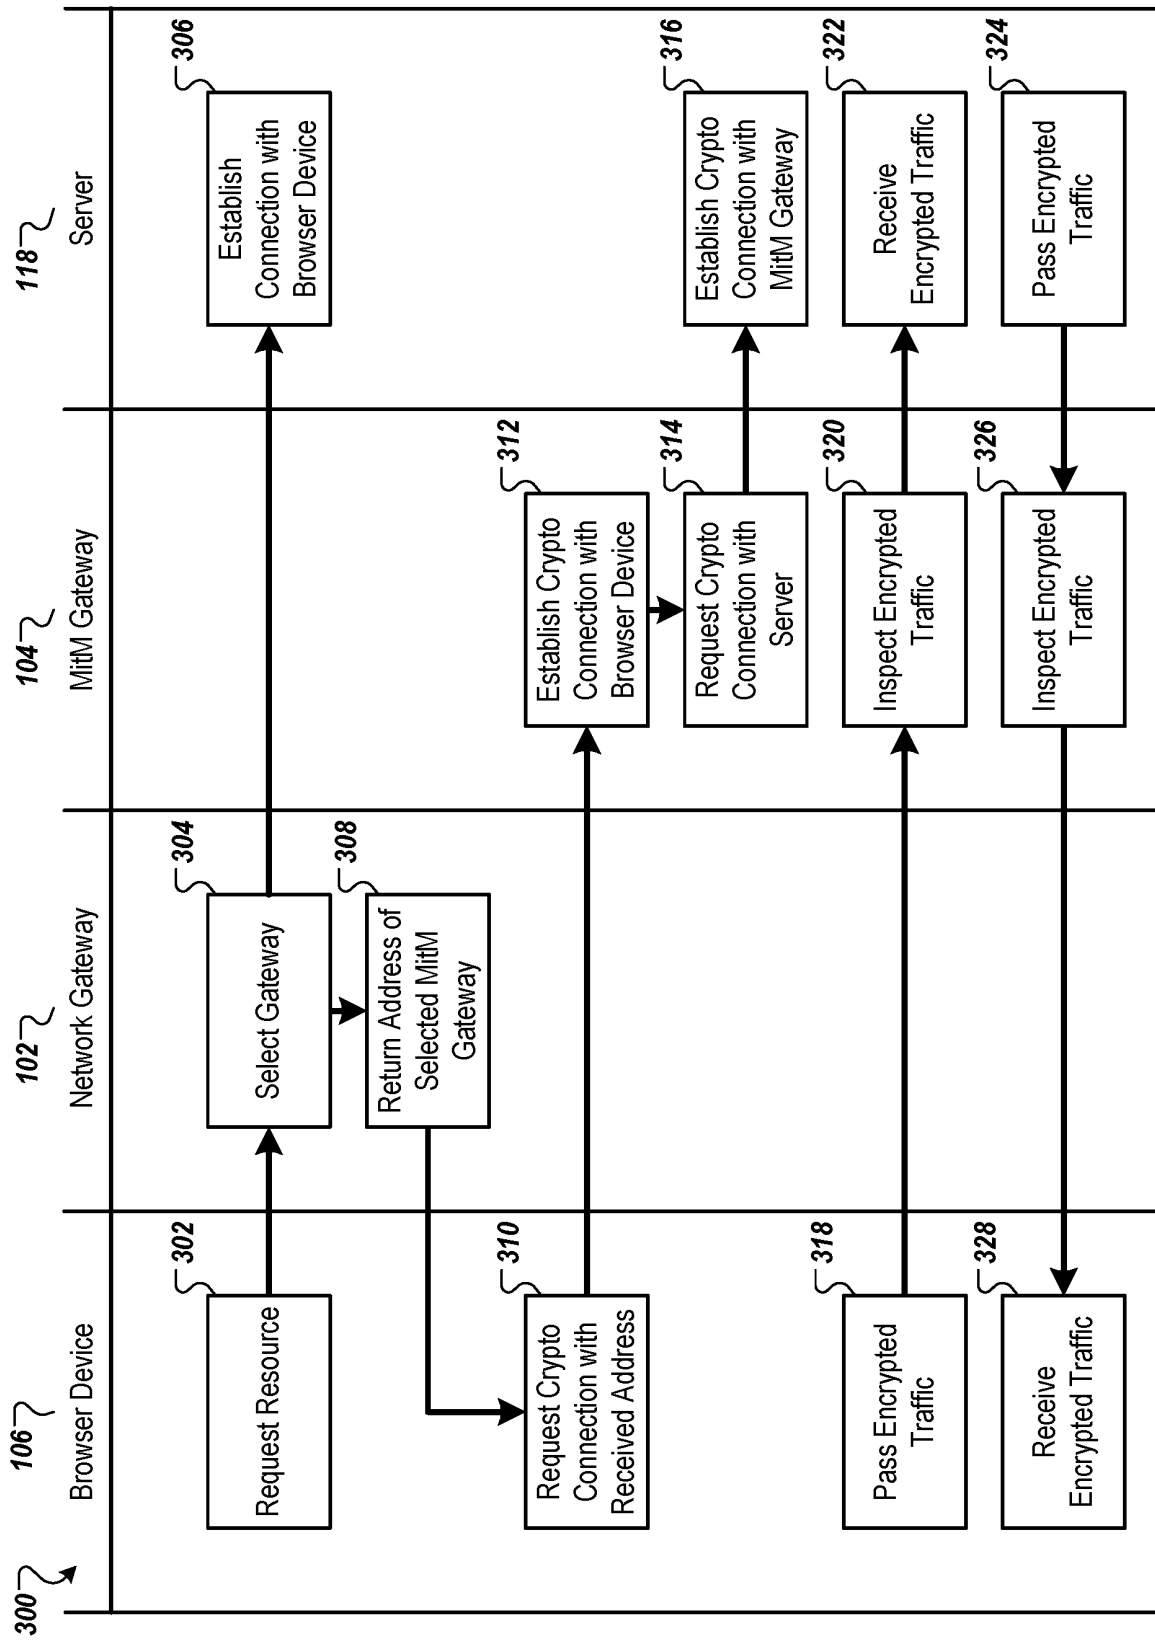 300
106
Browser Device
102
Network Gateway
104
MitM Gateway
118
Server
302
Request Resource
304
Select Gateway
306
Establish
Connection with
Browser Device
308
Return Address of
Selected MitM
Gateway
310
Request Crypto
Connection with
Received Address
312
Establish Crypto
Connection with
Browser Device
314
Request Crypto
Connection with
Server
316
Establish Crypto
Connection with
MitM Gateway
318
Pass Encrypted
Traffic
320
Inspect Encrypted
Traffic
322
Receive
Encrypted Traffic
324
Pass Encrypted
Traffic
326
Inspect Encrypted
Traffic
328
Receive
Encrypted Traffic